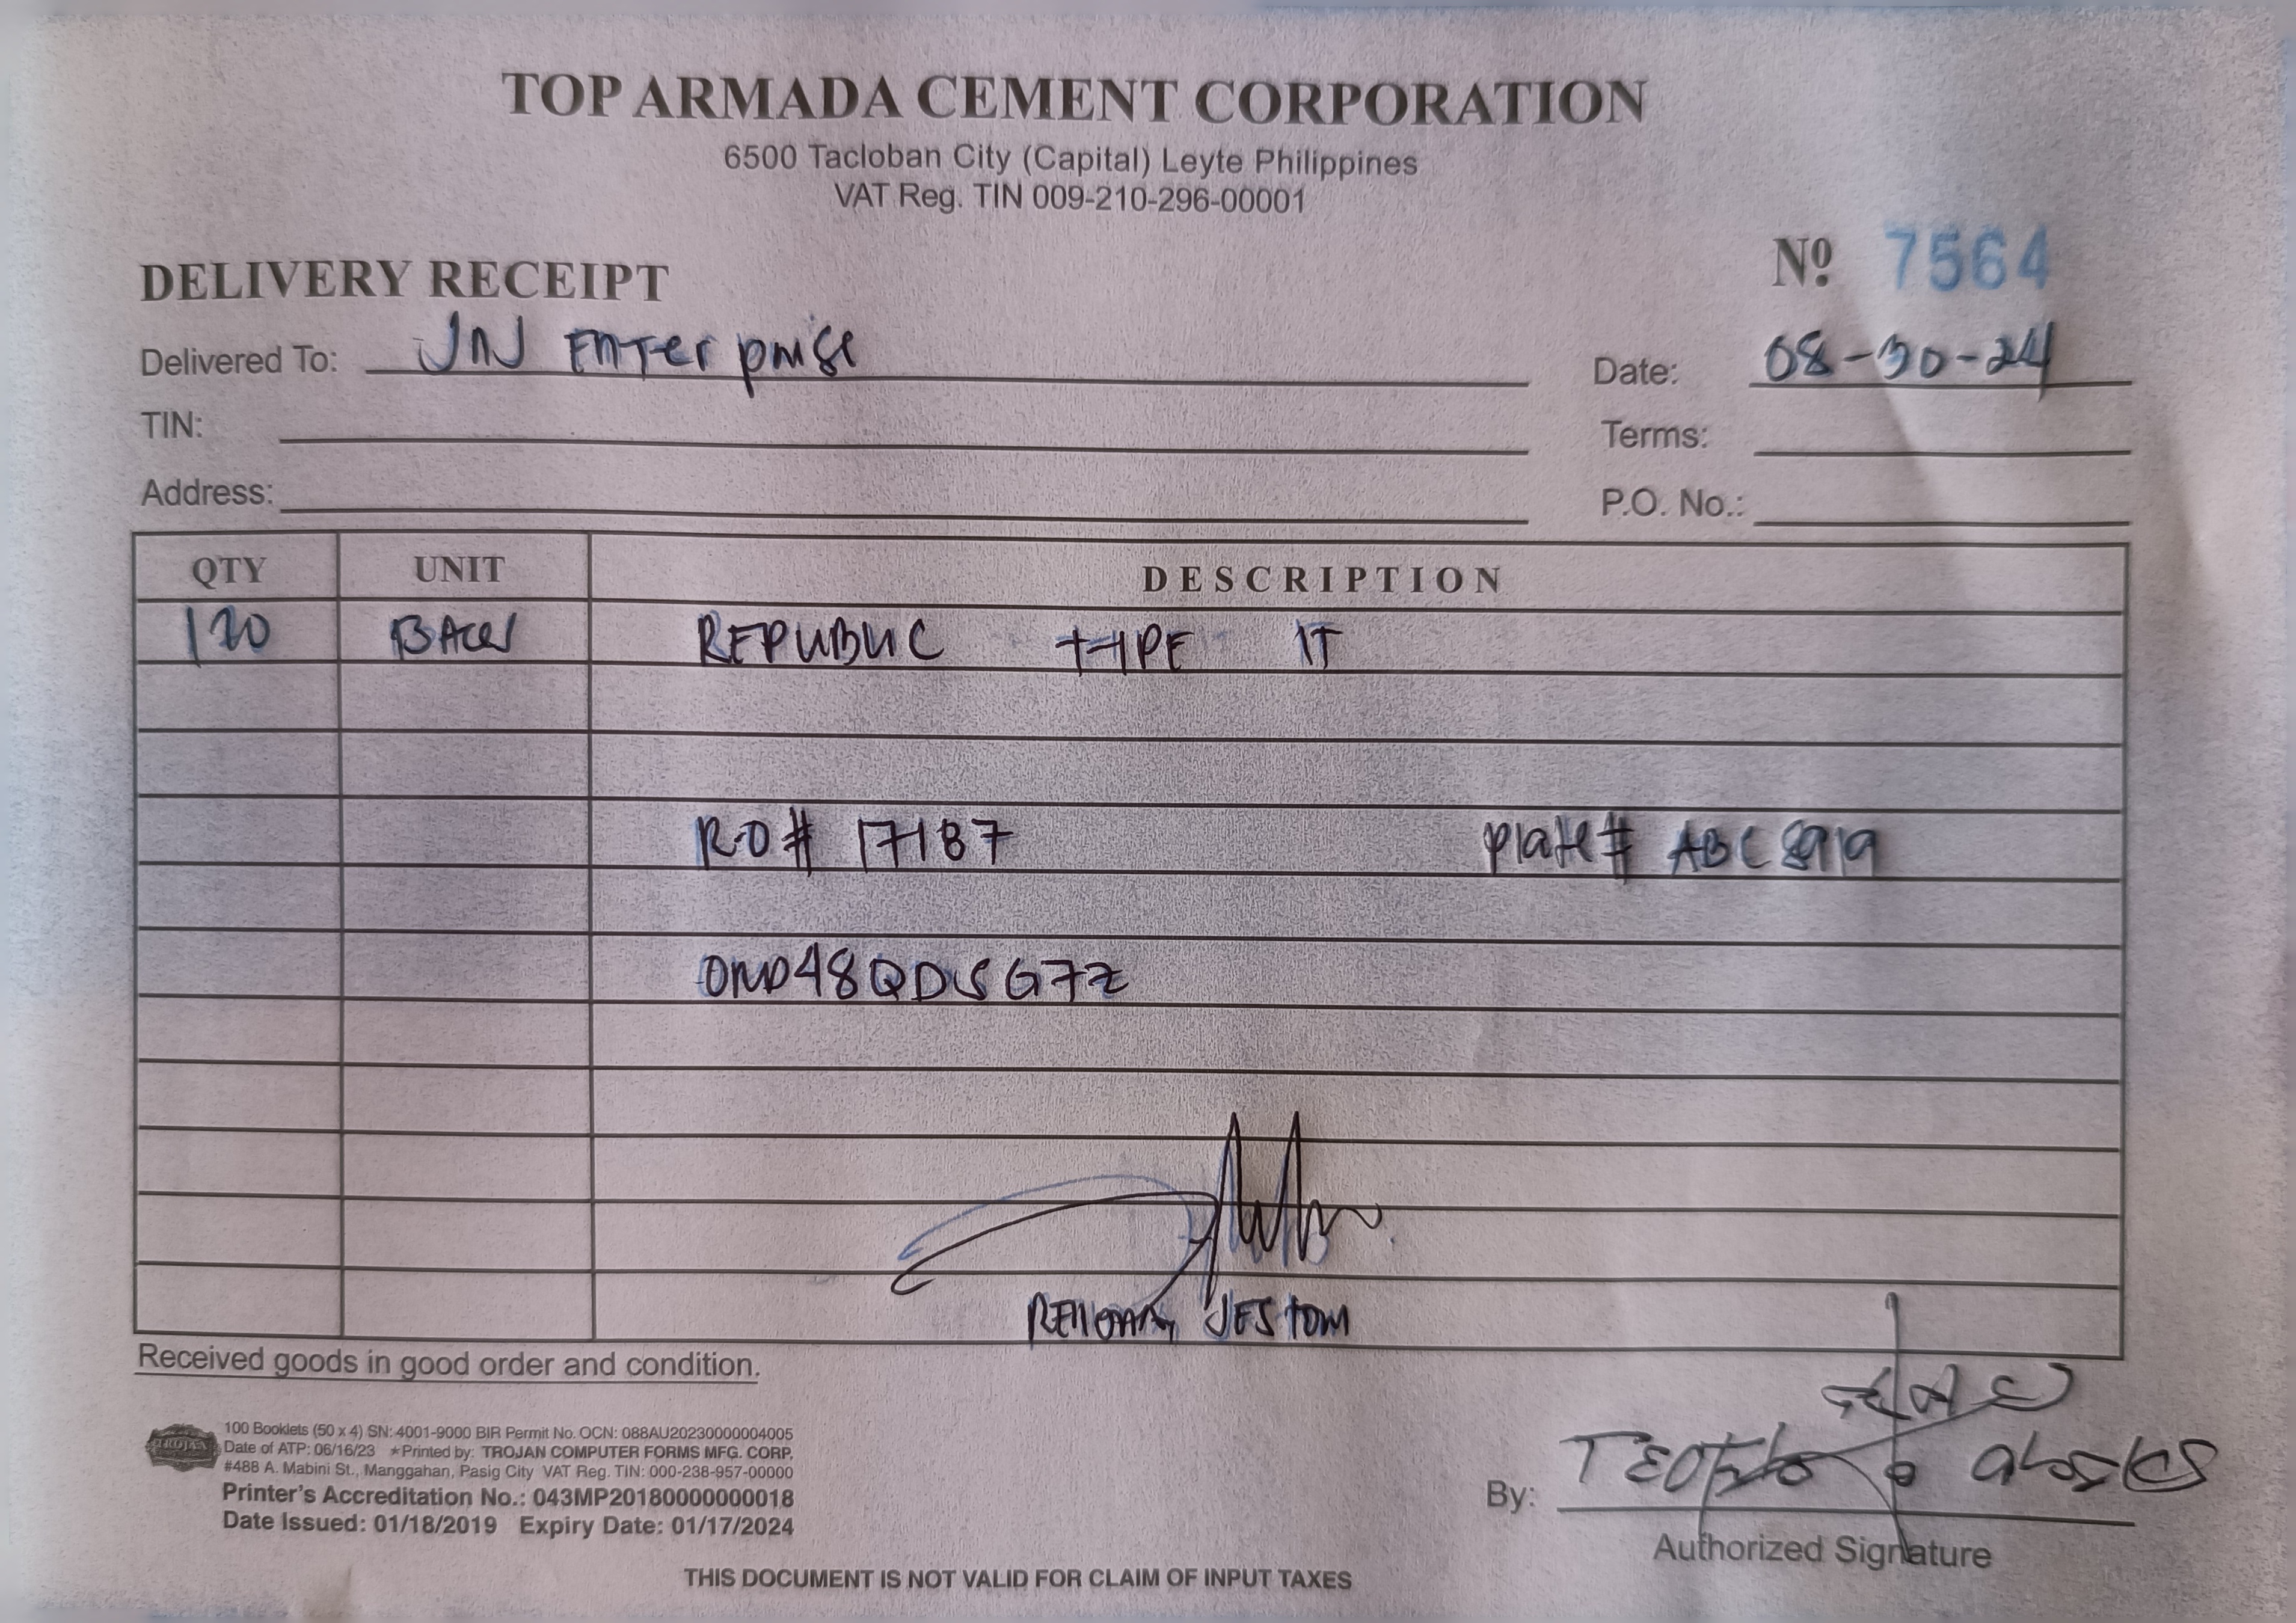 TOP ARMADA CEMENT CORPORATION
6500 Tacloban City (Capital) Leyte Philippines
VAT Reg. TIN 009-210-296-00001
DELIVERY RECEIPT
Nº 7564
Delivered To: JN Enterprise
Date: 08-30-24
TIN:
Terms:
Address:
P.O. No.:
QTY UNIT DESCRIPTION
120 BAGS REPUBLIC TYPE 1T
RO# 17187 plate# ABC 8919
0ND48QDSG7Z
JESTOM
Received goods in good order and condition.
TROJAN
100 Booklets (50 x 4) SN: 4001-9000 BIR Permit No. OCN: 088AU20230000004005
Date of ATP: 06/16/23 ★Printed by: TROJAN COMPUTER FORMS MFG. CORP.
#488 A. Mabini St., Manggahan, Pasig City VAT Reg. TIN: 000-238-957-00000
Printer's Accreditation No.: 043MP20180000000018
Date Issued: 01/18/2019 Expiry Date: 01/17/2024
By:
Authorized Signature
THIS DOCUMENT IS NOT VALID FOR CLAIM OF INPUT TAXES